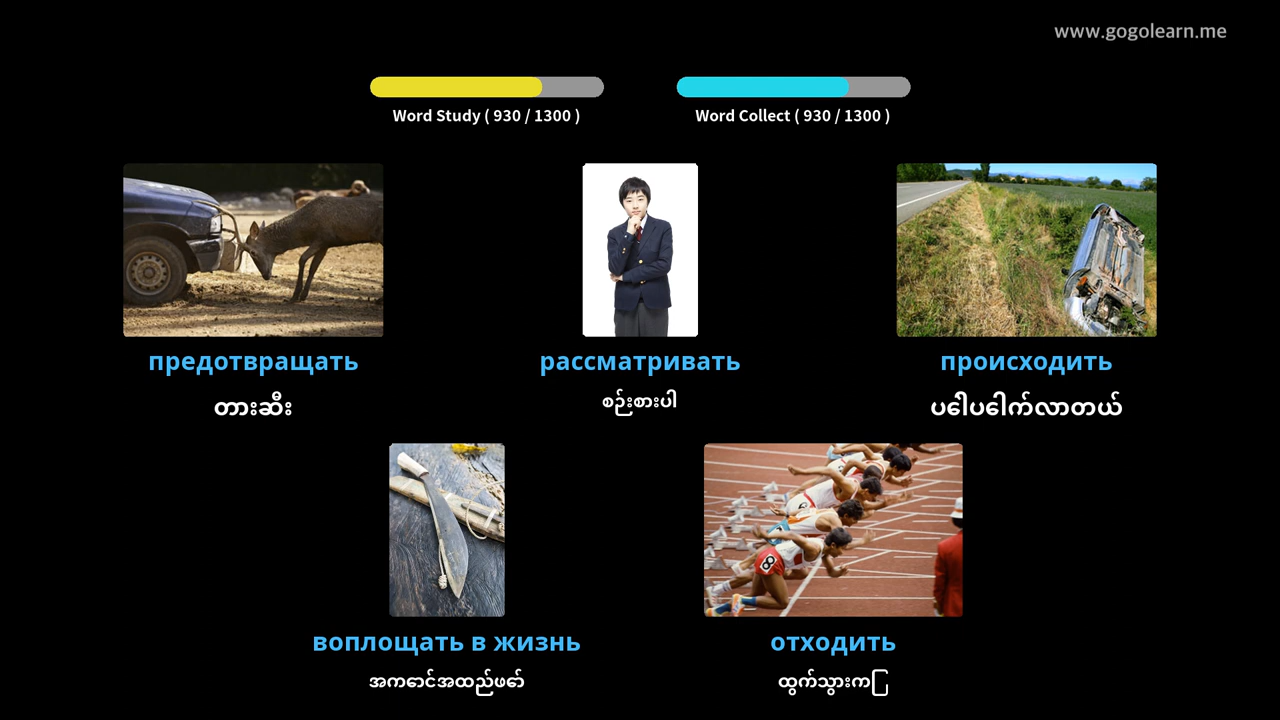 www.gogolearn.me
Word Study ( 930 / 1300 )
Word Collect ( 930 / 1300 )
предотвращать
рассматривать
происходить
တားဆီး
စဉ်းစားပါ
ပေါ်ပေါက်လာတယ်
воплощать в жизнь
отходить
အကောင်အထည်ဖော်
ထွက်သွားကြ